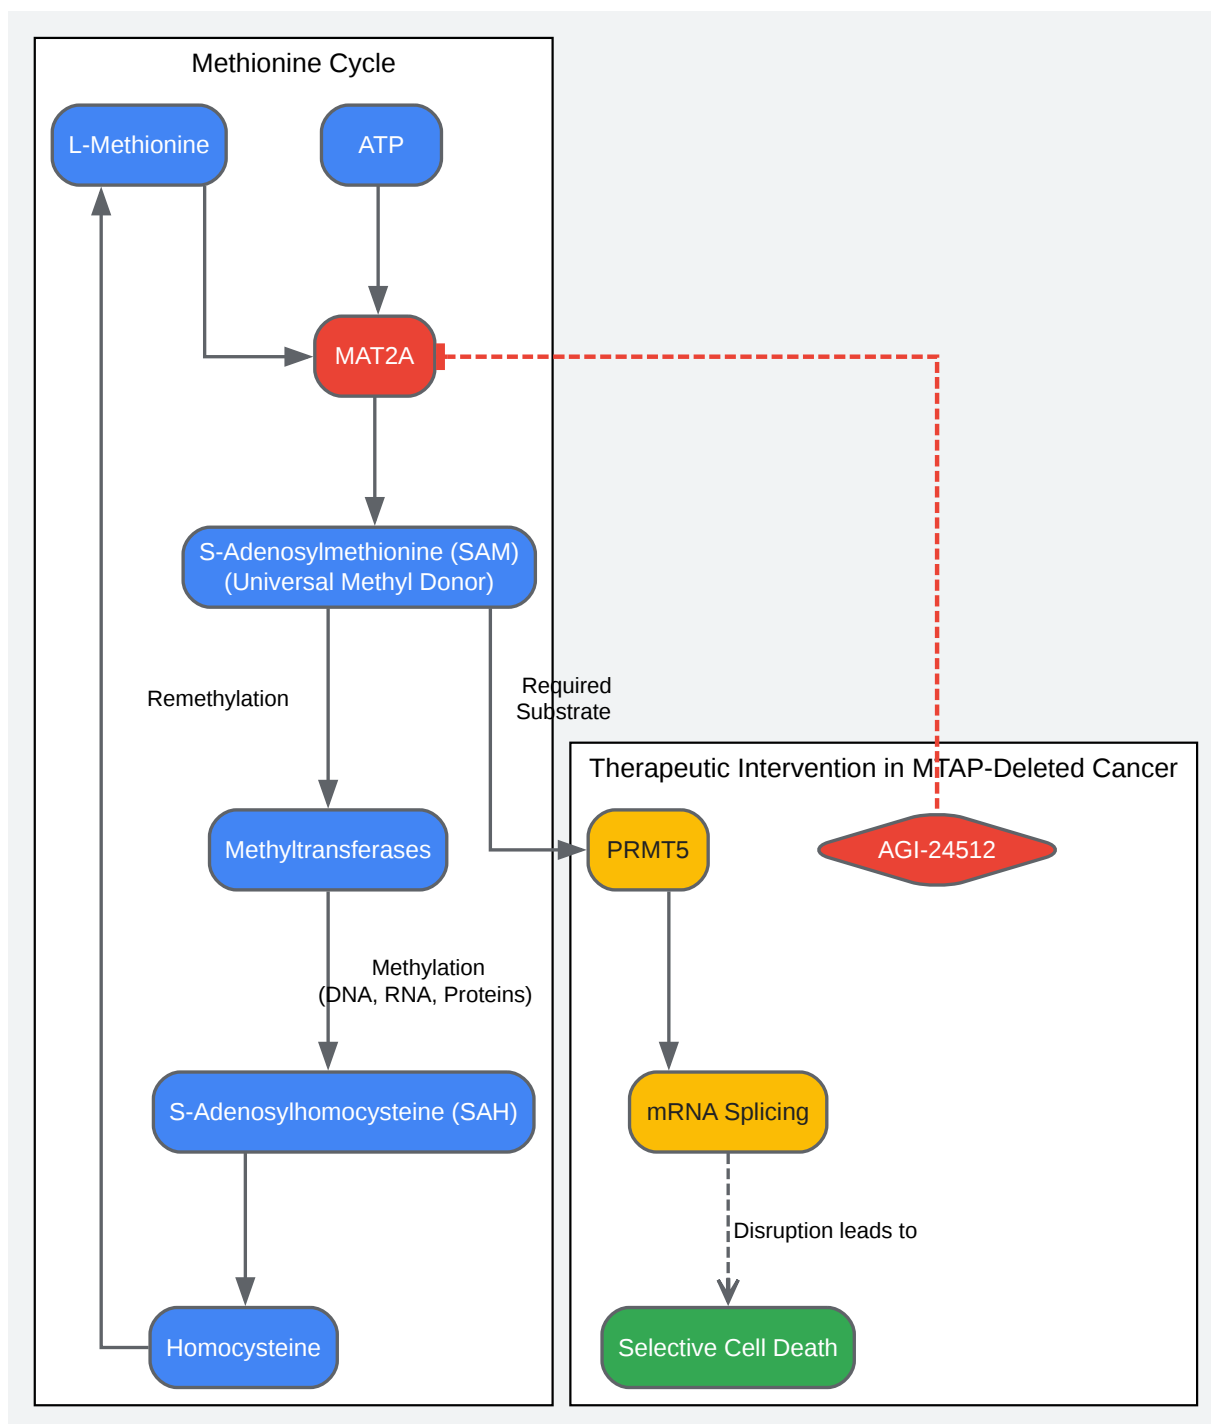 Methionine Cycle
L-Methionine
ATP
MAT2A
S-Adenosylmethionine (SAM)
(Universal Methyl Donor)
Remethylation
Required
Substrate
Therapeutic Intervention in MTAP-Deleted Cancer
Methyltransferases
PRMT5
AGI-24512
Methylation
(DNA, RNA, Proteins)
S-Adenosylhomocysteine (SAH)
mRNA Splicing
Disruption leads to
Homocysteine
Selective Cell Death